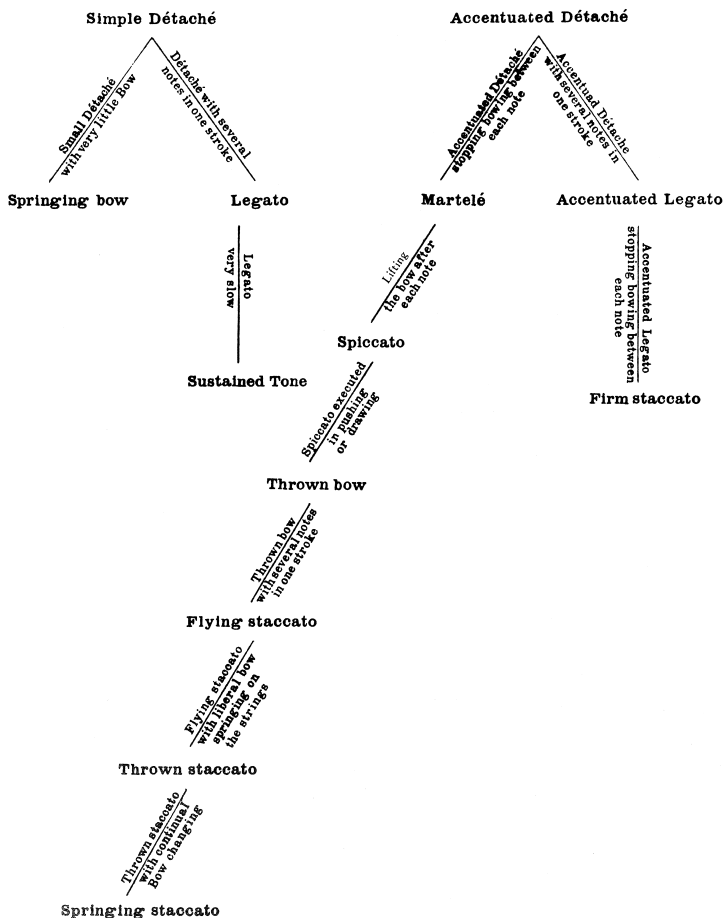 Simple Détaché
Accentuated Détaché
Small Détaché
with very little Bow
Détaché with several
notes in one stroke
Accentuated Détaché
stopping bowing between
each note
Accentuad Détache
with several notes in
one stroke
Springing bow
Legato
Martelé
Accentuated Legato
Legato
very slow
Lifting
the bow after
each note
Accentuated Legato
stopping bowing between
each note
Spiccato
Sustained Tone
Firm staccato
Spiccato executed
in pushing
or drawing
Thrown bow
Thrown bow
with several notes
in one stroke
Flying staccato
Flying staccato
with liberal bow
springing on
the strings
Thrown staccato
Thrown staccato
with continual
Bow changing
Springing staccato